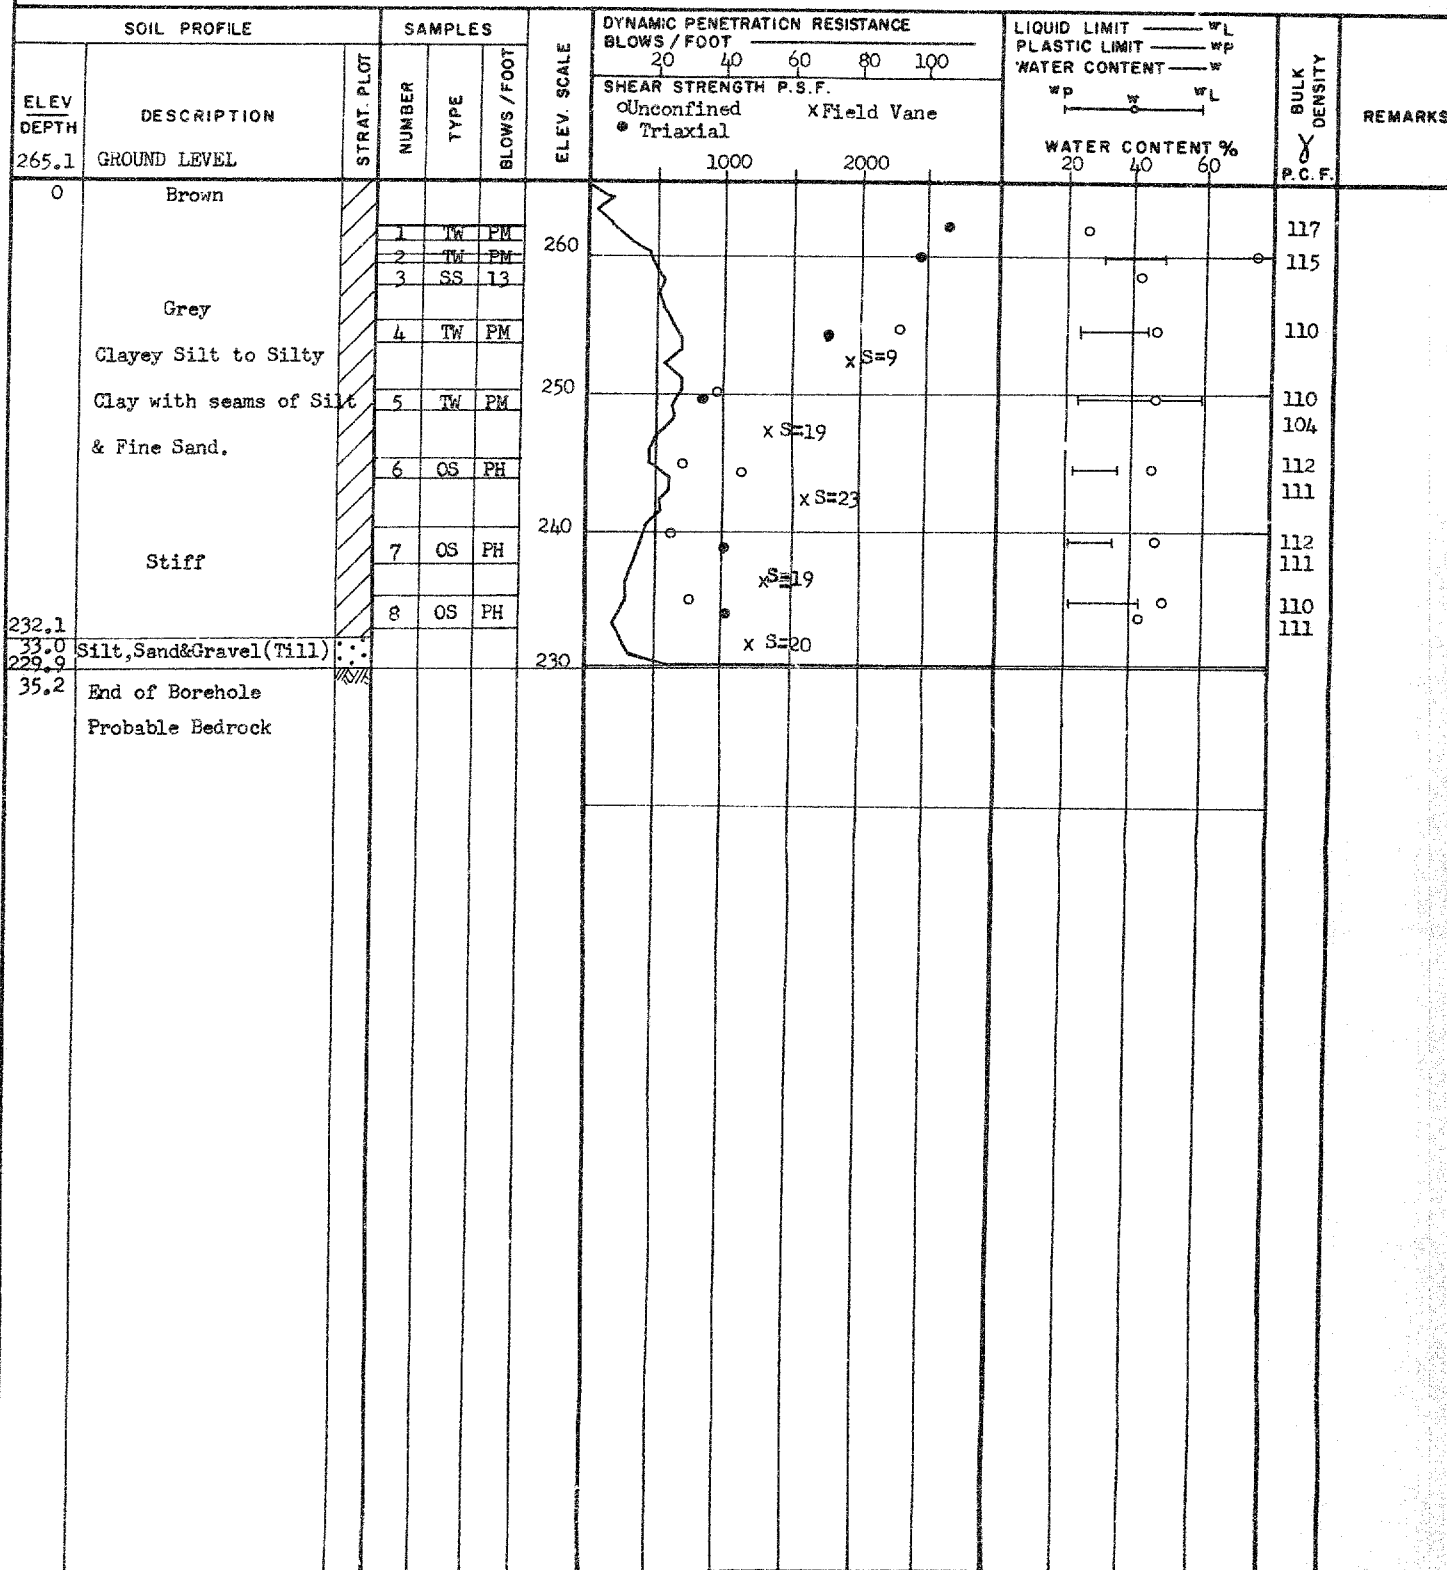 SOIL PROFILE
SAMPLES
ELEV. SCALE
DYNAMIC PENETRATION RESISTANCE
BLOWS / FOOT
20 40 60 80 100
SHEAR STRENGTH P.S.F.
o Unconfined x Field Vane
• Triaxial
1000 2000
LIQUID LIMIT wL
PLASTIC LIMIT wP
WATER CONTENT w
wP w wL
WATER CONTENT %
20 40 60
BULK DENSITY
γ
P.C.F.
REMARKS
ELEV
DEPTH
DESCRIPTION
STRAT. PLOT
NUMBER
TYPE
BLOWS / FOOT
265.1 GROUND LEVEL
0 Brown
1 TW PM 117
260
2 TW PM 115
3 SS 13
Grey
4 TW PM 110
Clayey Silt to Silty
x S=9
250
Clay with seams of Silt 5 TW PM 110
x S=19 104
& Fine Sand.
6 OS PH 112
x S=23 111
240
7 OS PH 112
Stiff 111
x S=19
8 OS PH 110
232.1 111
33.0 Silt,Sand&Gravel(Till) x S=20
229.9 230
35.2 End of Borehole
Probable Bedrock